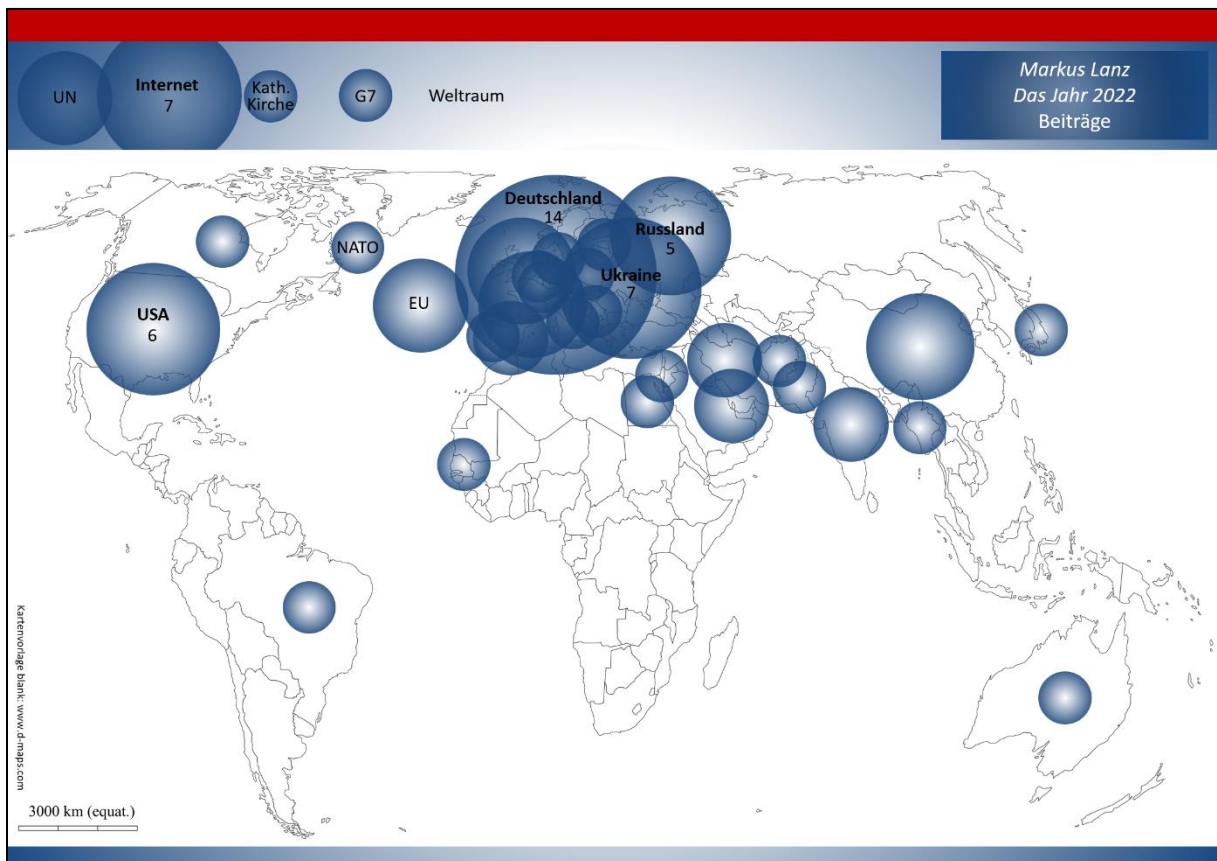 UN
Internet
7
Kath.
Kirche
G7
Weltraum
Markus Lanz
Das Jahr 2022
Beiträge
Deutschland
14
NATO
Russland
5
Ukraine
7
EU
USA
6
Kartenvorlage blank: www.d-maps.com
3000 km (equat.)